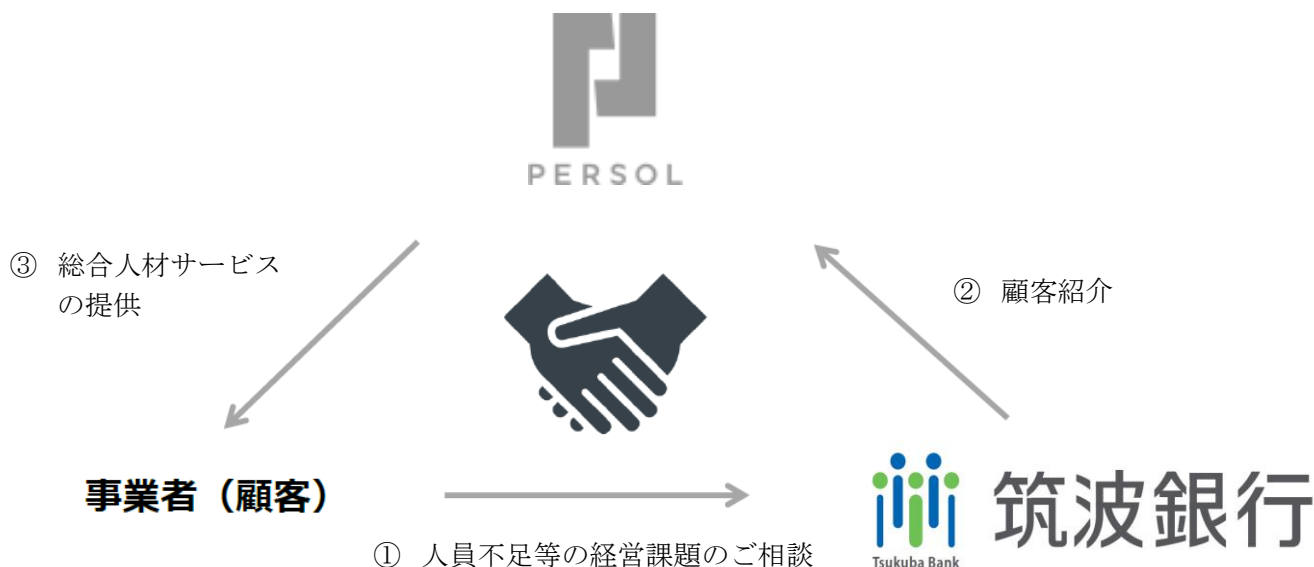 PERSOL
③ 総合人材サービス
の提供
② 顧客紹介
事業者（顧客）
筑波銀行
Tsukuba Bank
① 人員不足等の経営課題のご相談